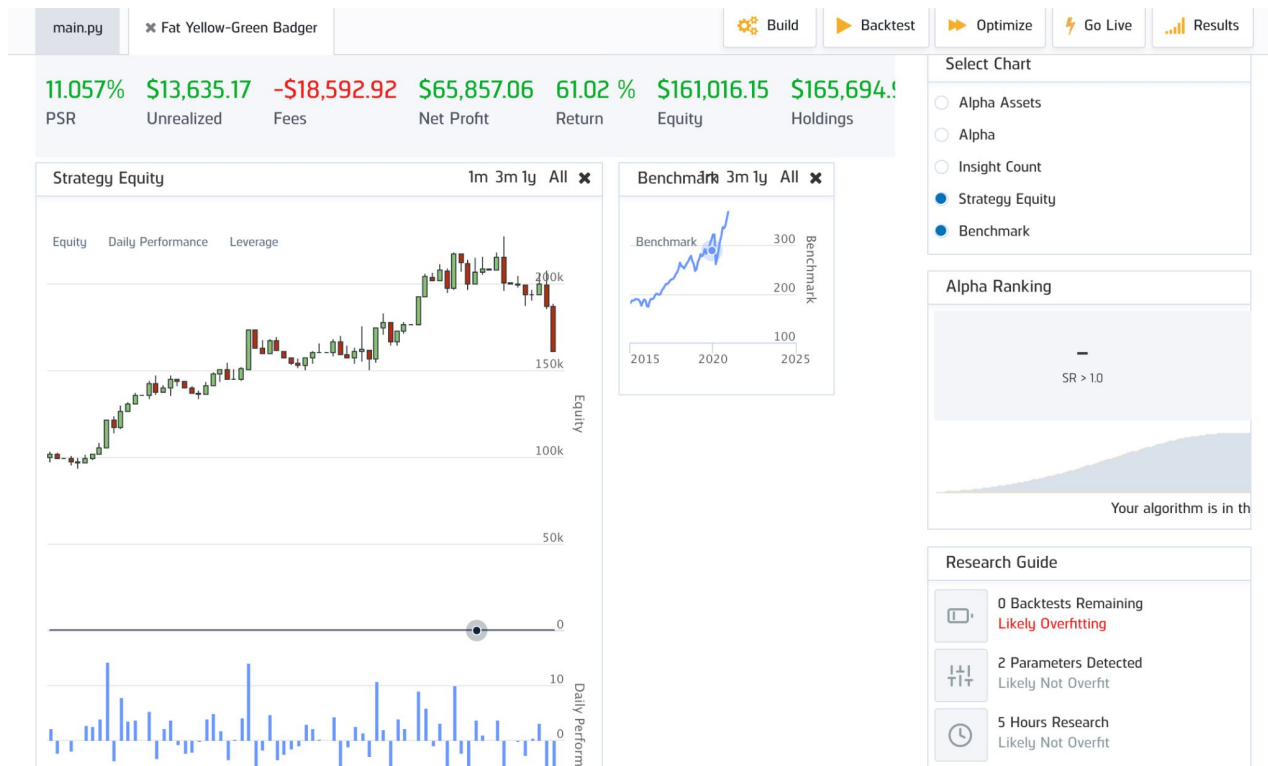 main.py
✖ Fat Yellow-Green Badger
Build
Backtest
Optimize
Go Live
Results
11.057% $13,635.17 -$18,592.92 $65,857.06 61.02 % $161,016.15
PSR Unrealized Fees Net Profit Return Equity Holdings
Strategy Equity 1m 3m 1y All ✖
Equity Daily Performance Leverage
200k
150k
100k
50k
0
Equity
10
0
Benchmark 1m 3m 1y All ✖
Benchmark
300
200
100
Benchmark
2015 2020 2025
Select Chart
Alpha Assets
Alpha
Insight Count
Strategy Equity
Benchmark
Alpha Ranking
–
SR > 1.0
Your algorithm is in th
Research Guide
0 Backtests Remaining
Likely Overfitting
2 Parameters Detected
Likely Not Overfit
5 Hours Research
Likely Not Overfit